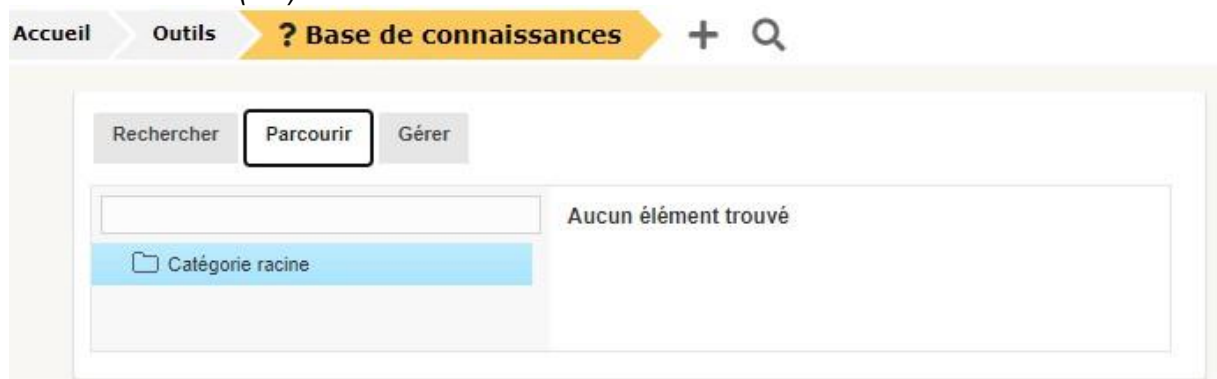 Accueil Outils ? Base de connaissances
Rechercher Parcourir Gérer
Aucun élément trouvé
Catégorie racine